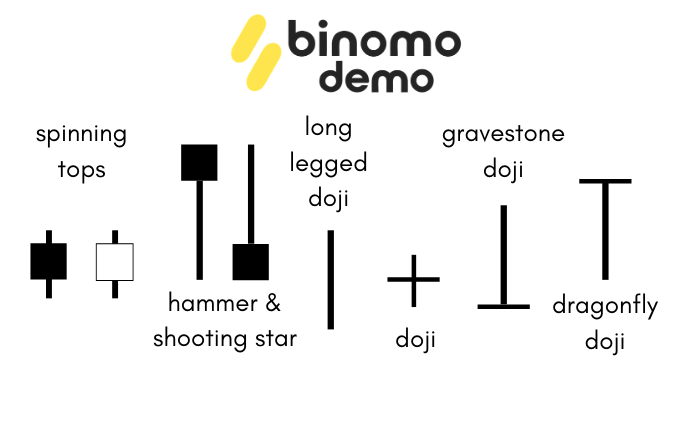 binomo
demo
spinning
tops
hammer &
shooting star
long
legged
doji
doji
gravestone
doji
dragonfly
doji